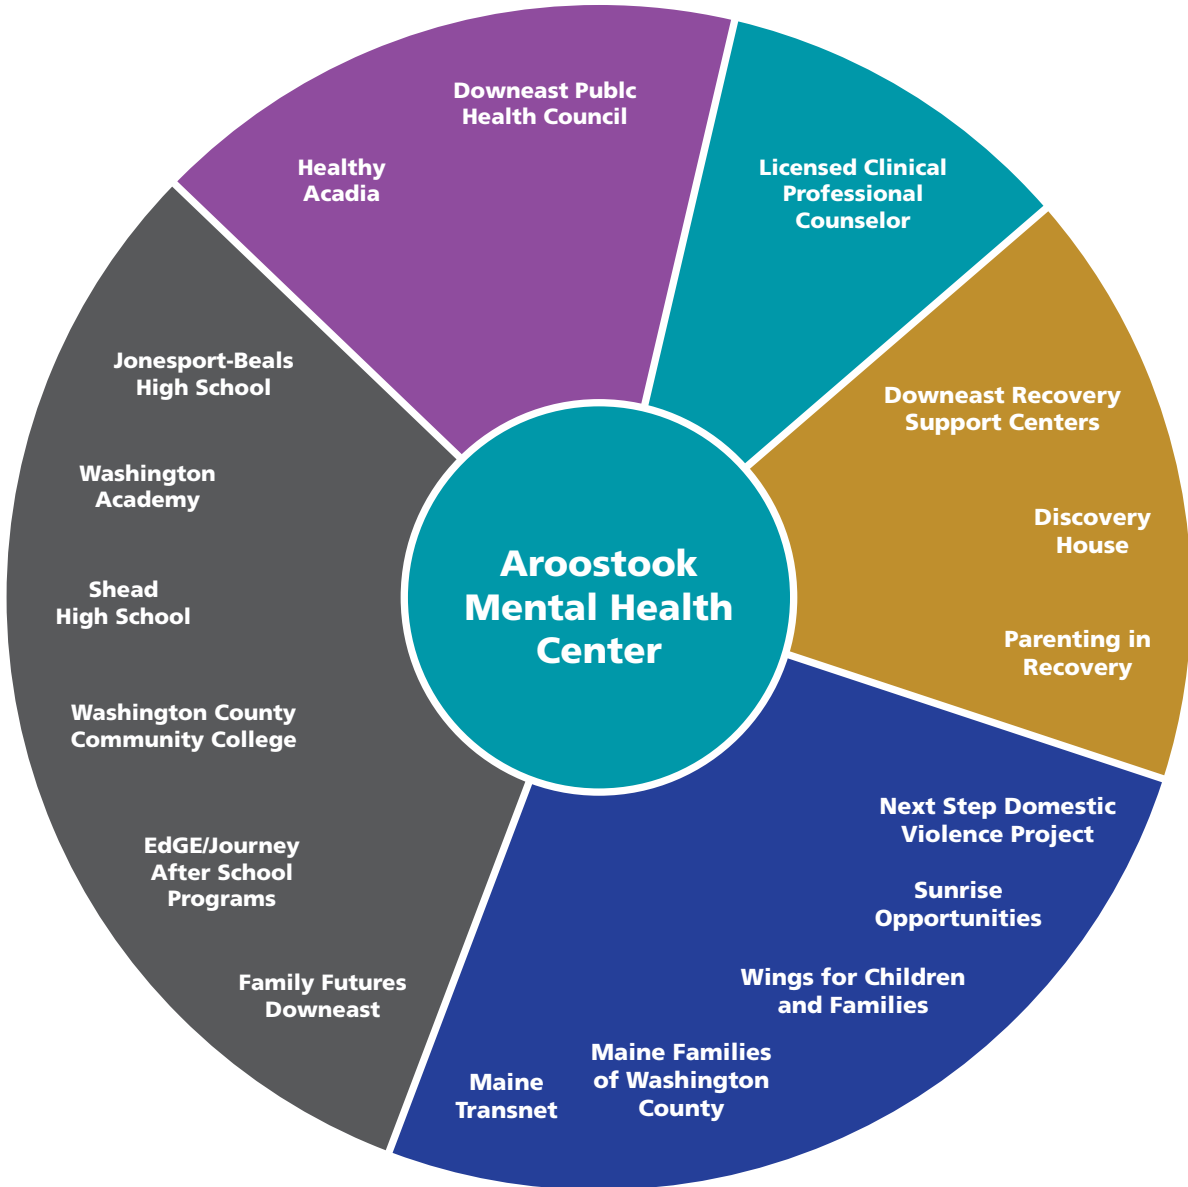 Downeast Publc
Health Council
Healthy
Acadia
Licensed Clinical
Professional
Counselor
Downeast Recovery
Support Centers
Discovery
House
Parenting in
Recovery
Next Step Domestic
Violence Project
Sunrise
Opportunities
Wings for Children
and Families
Maine Families
of Washington
County
Maine
Transnet
Family Futures
Downeast
EdGE/Journey
After School
Programs
Washington County
Community College
Shead
High School
Washington
Academy
Jonesport-Beals
High School
Aroostook
Mental Health
Center